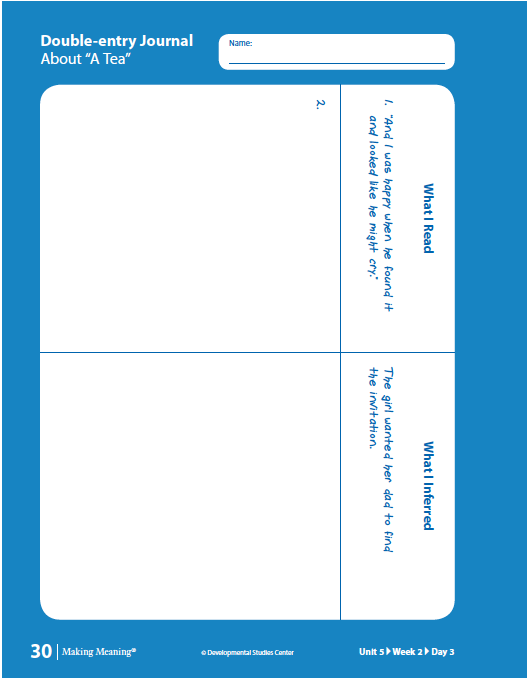 Double-entry Journal
About “A Tea”
Name:
What I Read
1. “And I was happy when he found it
and looked like he might cry.”
What I Inferred
The girl wanted her dad to find
the invitation.
2.
30 | Making Meaning®
© Developmental Studies Center
Unit 5 ▶ Week 2 ▶ Day 3